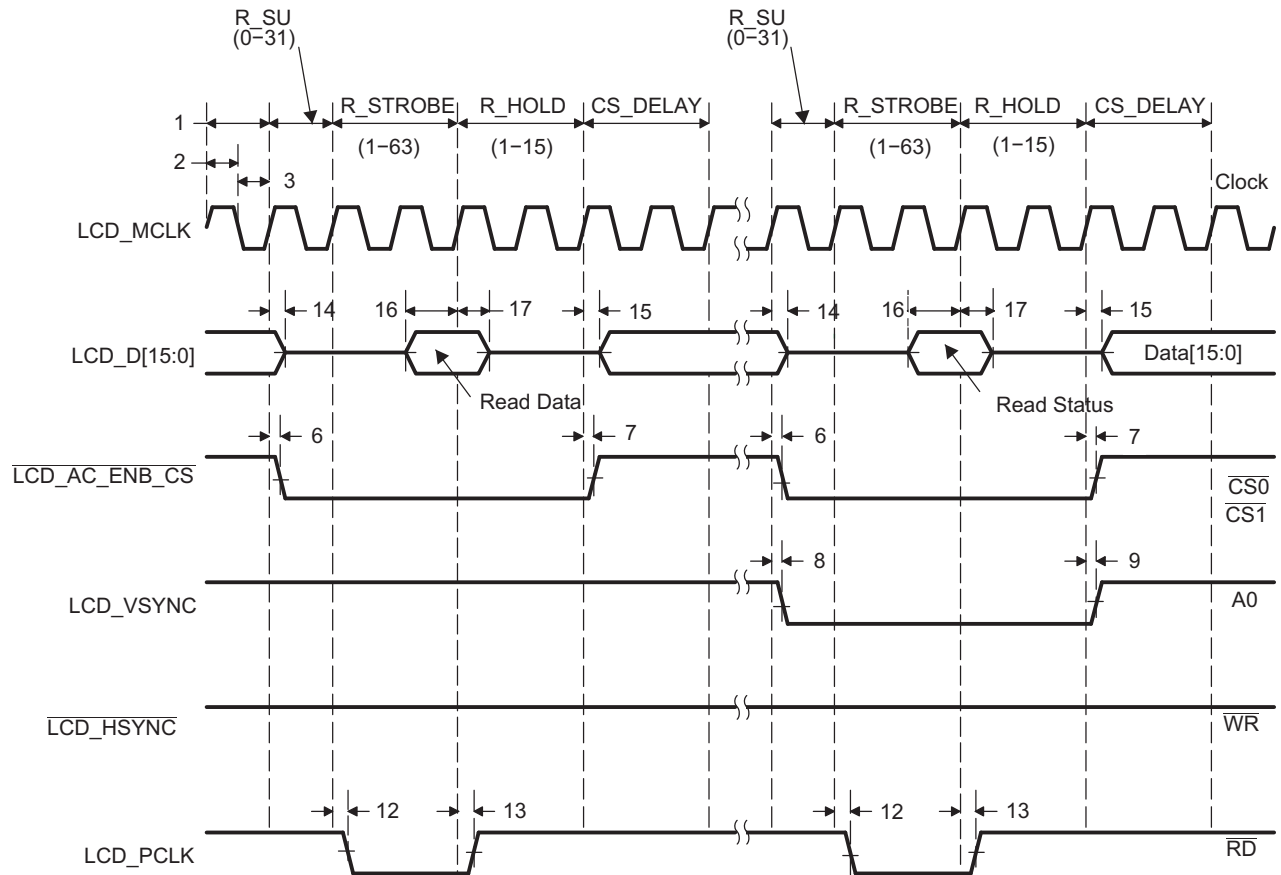 R_SU
(0−31)
R_SU
(0−31)
R_STROBE
R_HOLD
CS_DELAY
R_STROBE
R_HOLD
CS_DELAY
1
(1−63)
(1−15)
(1−63)
(1−15)
2
3
Clock
LCD_MCLK
14
16
17
15
14
16
17
15
LCD_D[15:0]
Data[15:0]
Read Data
Read Status
6
7
6
7
LCD_AC_ENB_CS
CS0
CS1
8
9
LCD_VSYNC
A0
LCD_HSYNC
WR
12
13
12
13
LCD_PCLK
RD